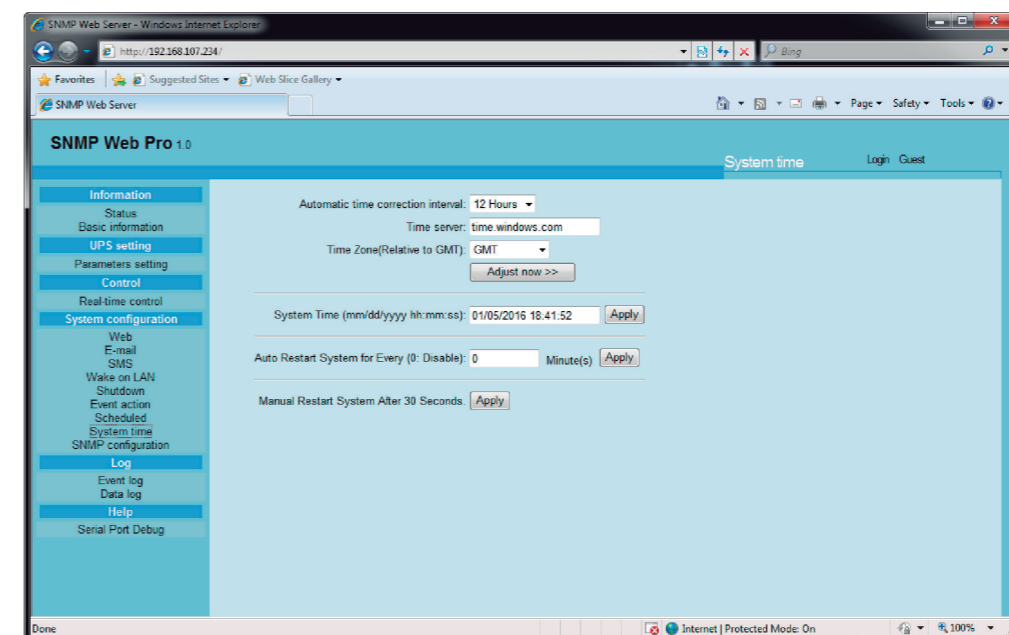 SNMP Web Server - Windows Internet Explorer
http://192.168.107.234/
Bing
Favorites Suggested Sites Web Slice Gallery
SNMP Web Server
Page Safety Tools
SNMP Web Pro 1.0
System time
Login Guest
Information
Status
Basic information
UPS setting
Parameters setting
Control
Real-time control
System configuration
Web
E-mail
SMS
Wake on LAN
Shutdown
Event action
Scheduled
System time
SNMP configuration
Log
Event log
Data log
Help
Serial Port Debug
Automatic time correction interval: 12 Hours
Time server: time.windows.com
Time Zone(Relative to GMT): GMT
Adjust now >>
System Time (mm/dd/yyyy hh:mm:ss): 01/05/2016 18:41:52 Apply
Auto Restart System for Every (0: Disable): 0 Minute(s) Apply
Manual Restart System After 30 Seconds. Apply
Done
Internet | Protected Mode: On
100%